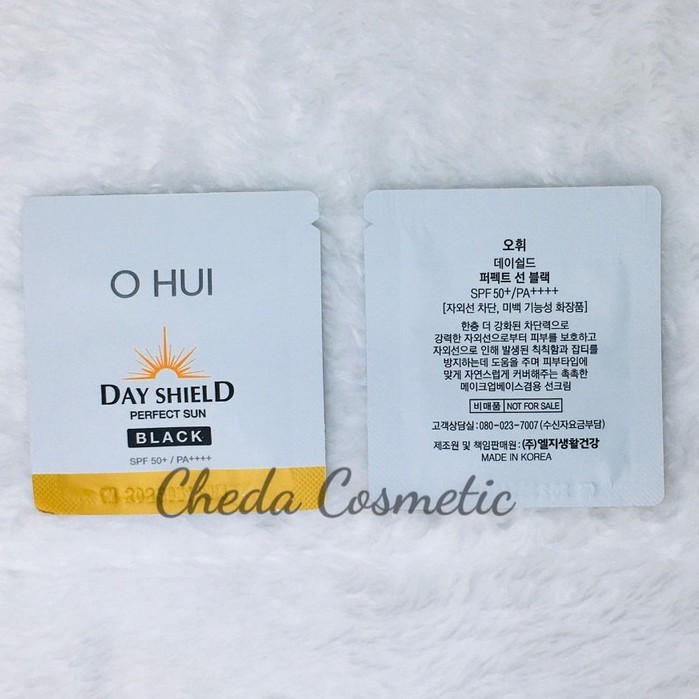 O HUI
DAY SHIELD
PERFECT SUN
BLACK
SPF 50+ / PA++++
오휘
데이쉴드
퍼펙트 선 블랙
SPF 50+/PA++++
[자외선 차단, 미백 기능성 화장품]
한층 더 강화된 차단력으로
강력한 자외선으로부터 피부를 보호하고
자외선으로 인해 발생된 칙칙함과 잡티를
방지하는데 도움을 주며 피부타입에
맞게 자연스럽게 커버해주는 촉촉한
메이크업베이스겸용 선크림
비매품 NOT FOR SALE
고객상담실 : 080-023-7007 (수신자요금부담)
제조원 및 책임판매원 : (주)엘지생활건강
MADE IN KOREA
Cheda Cosmetic